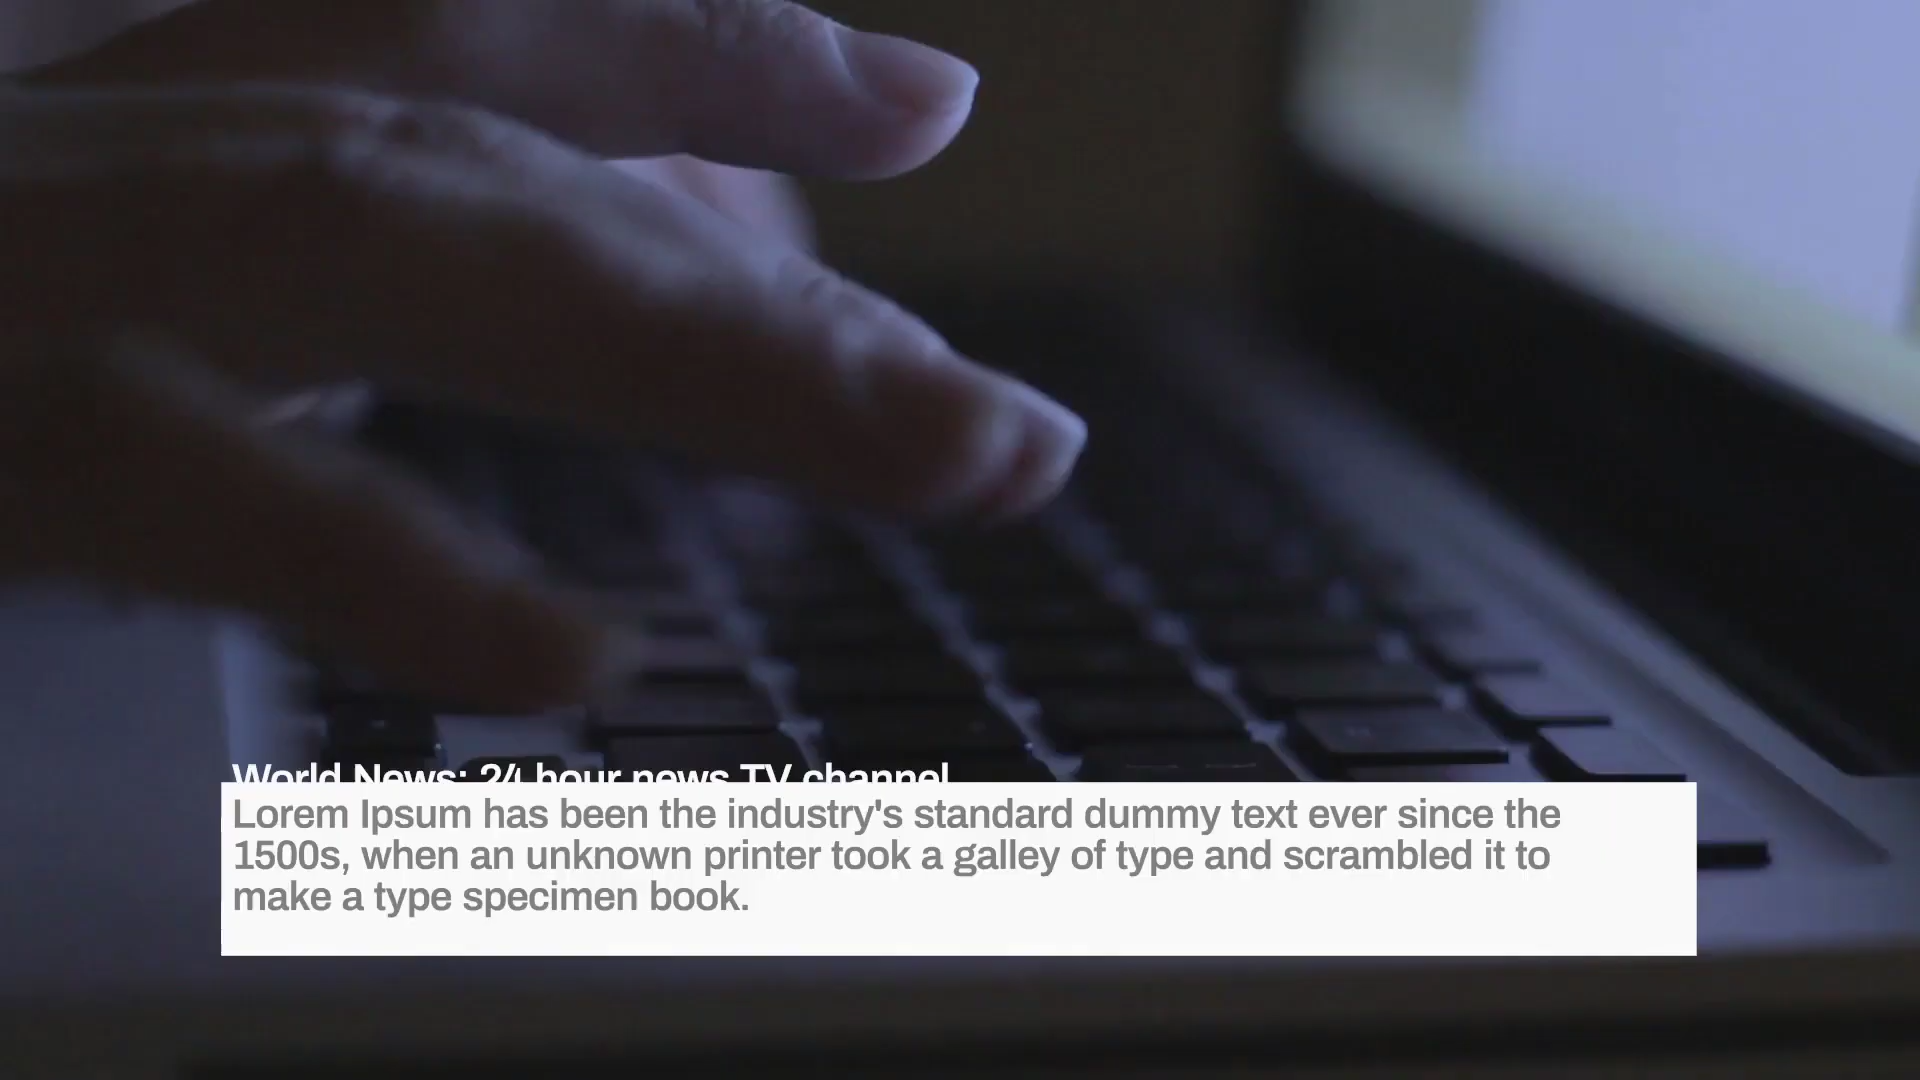 World News: 24 hour news TV channel
Lorem Ipsum has been the industry's standard dummy text ever since the
1500s, when an unknown printer took a galley of type and scrambled it to
make a type specimen book.